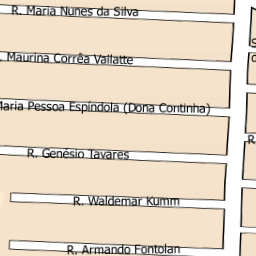 R. Maria Nunes da Silva
S
. Maurina Corrêa Vallatte
d
Maria Pessoa Espíndola (Dona Continha)
R
R. Genésio Tavares
R. Waldemar Kumm
R. Armando Fontolan